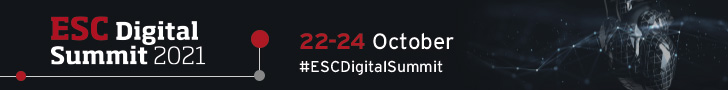 ESC Digital
Summit 2021
22-24 October
#ESCDigitalSummit